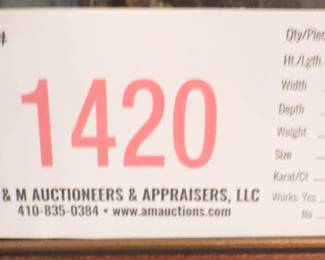 #
1420
& M AUCTIONEERS & APPRAISERS, LLC
410-835-0384 • www.amauctions.com
Qty/Piec
Ht./Lgth.
Width
Depth
Weight
Size
Karat/Ct
Works: Yes
No